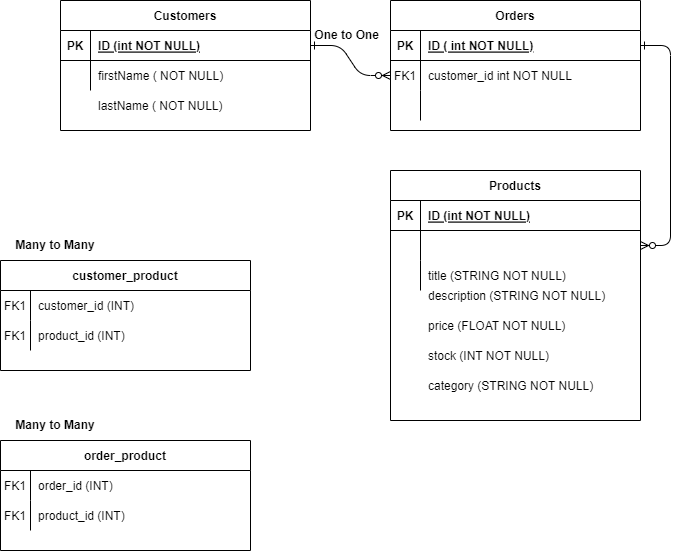 Customers
PK ID (int NOT NULL)
firstName ( NOT NULL)
lastName ( NOT NULL)
One to One
Orders
PK ID ( int NOT NULL)
FK1 customer_id int NOT NULL
Products
PK ID (int NOT NULL)
title (STRING NOT NULL)
description (STRING NOT NULL)
price (FLOAT NOT NULL)
stock (INT NOT NULL)
category (STRING NOT NULL)
Many to Many
customer_product
FK1 customer_id (INT)
FK1 product_id (INT)
Many to Many
order_product
FK1 order_id (INT)
FK1 product_id (INT)